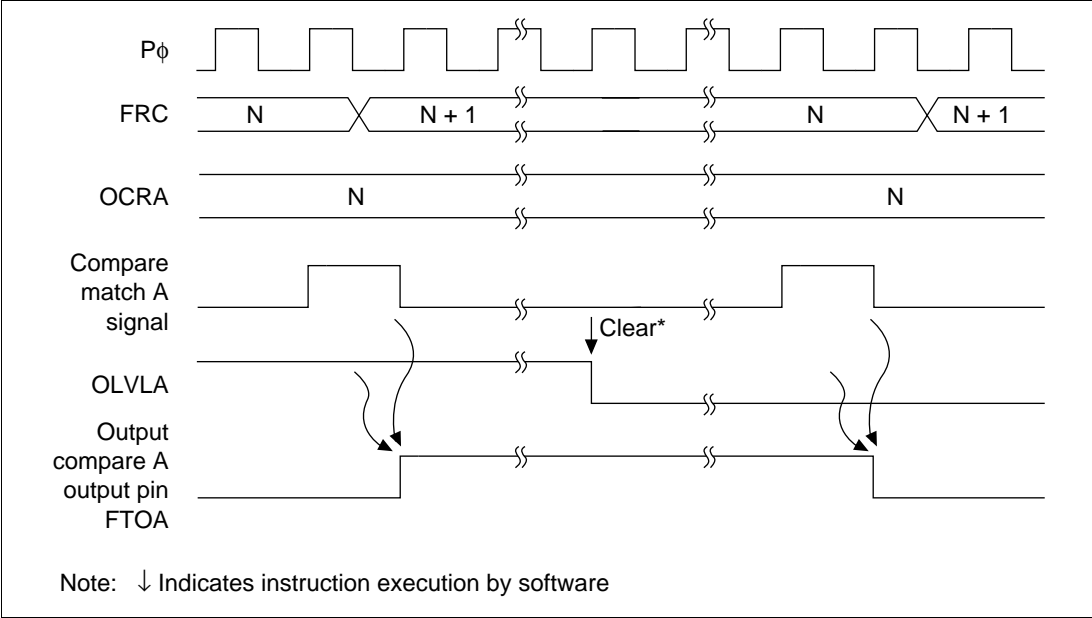 Pϕ
FRC N N + 1 N N + 1
OCRA N N
Compare
match A
signal
Clear*
OLVLA
Output
compare A
output pin
FTOA
Note: ↓ Indicates instruction execution by software